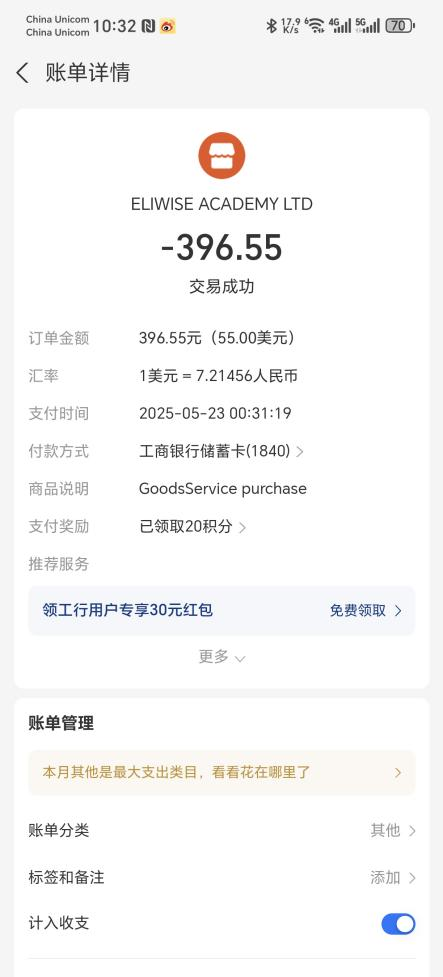 China Unicom
China Unicom 10:32 17.9 K/s 6 4G 5G 70
账单详情
ELIWISE ACADEMY LTD
-396.55
交易成功
订单金额 396.55元（55.00美元）
汇率 1美元 = 7.21456人民币
支付时间 2025-05-23 00:31:19
付款方式 工商银行储蓄卡(1840)
商品说明 GoodsService purchase
支付奖励 已领取20积分
推荐服务
领工行用户专享30元红包 免费领取
更多
账单管理
本月其他是最大支出类目，看看花在哪里了
账单分类 其他
标签和备注 添加
计入收支